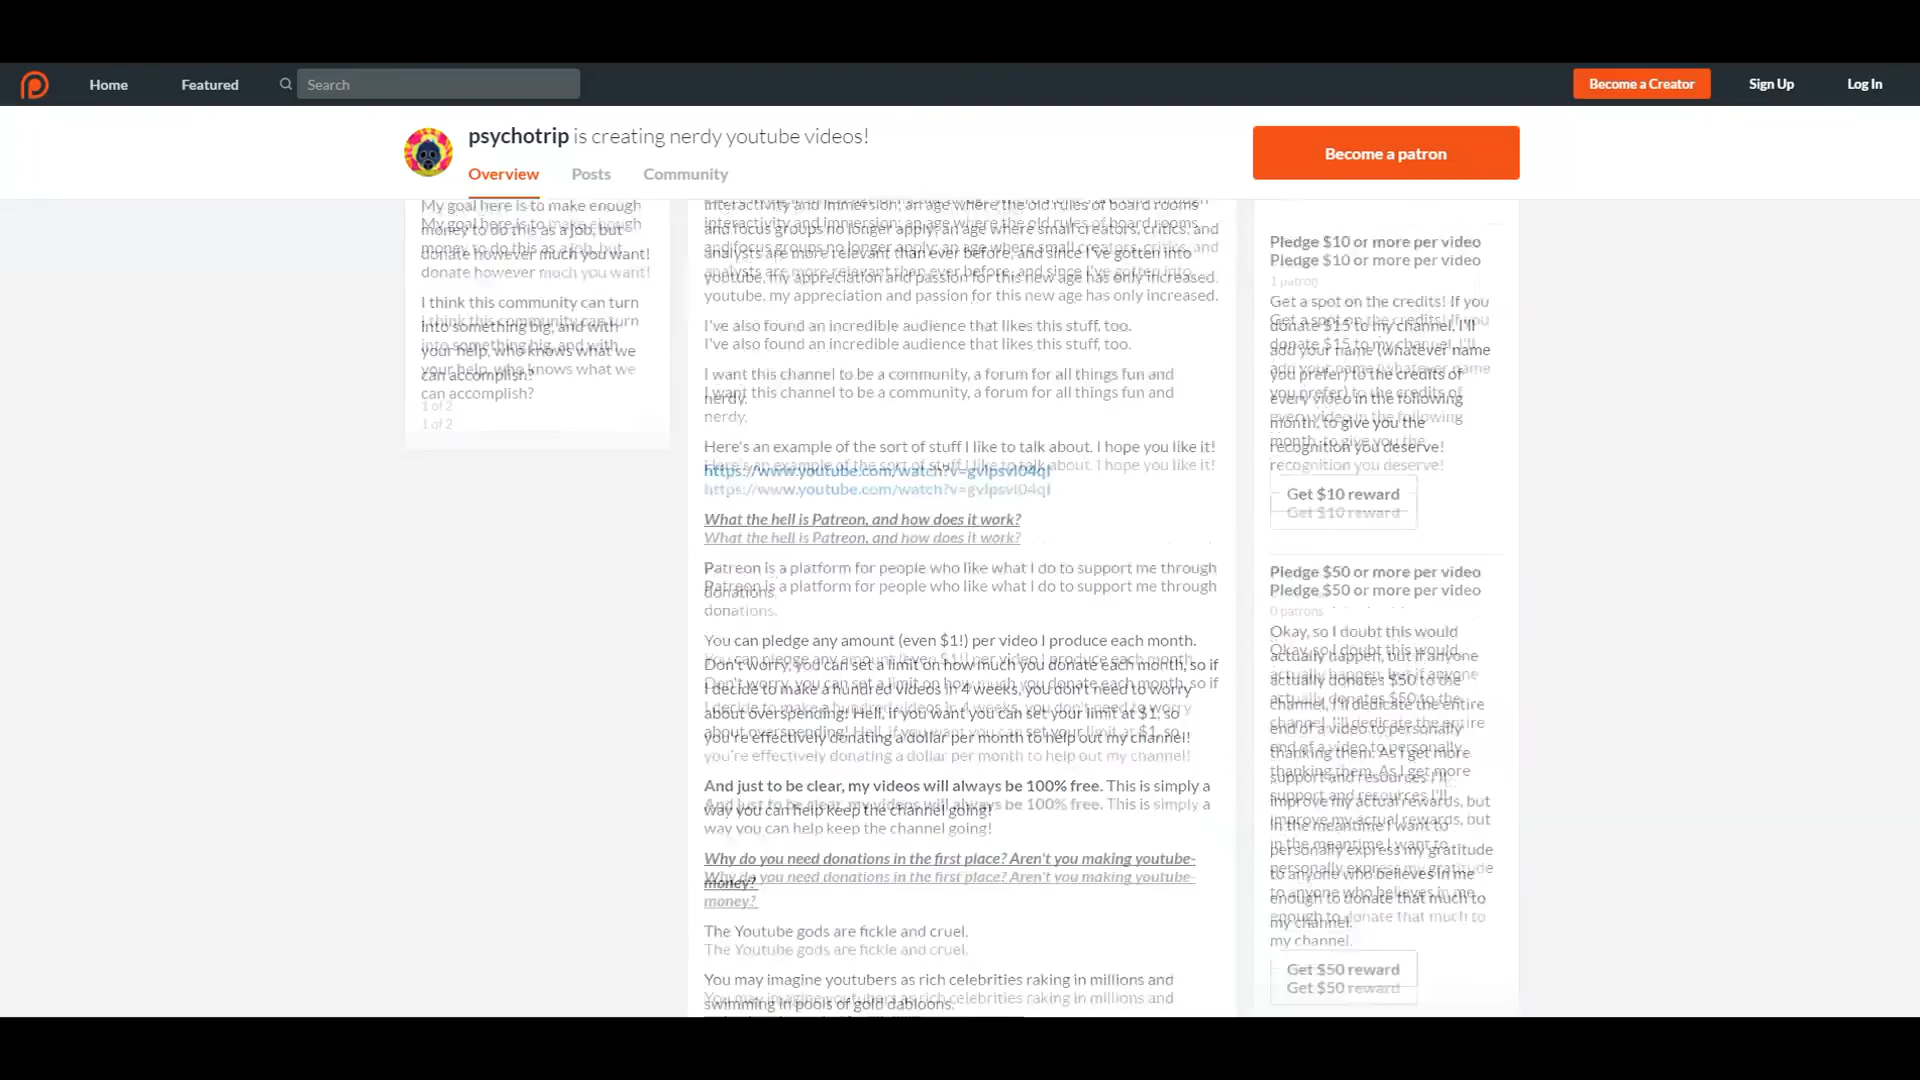 Home
Featured
Search
Become a Creator
Sign Up
Log In
psychotrip is creating nerdy youtube videos!
Become a patron
Overview
Posts
Community
My goal here is to make enough
money to do this as a job, but
donate however much you want!
I think this community can turn
into something big, and with
your help, who knows what we
can accomplish?
1 of 2
interactivity and immersion; an age where the old rules of board rooms
and focus groups no longer apply; an age where small creators, critics, and
analysts are more relevant than ever before, and since I've gotten into
youtube, my appreciation and passion for this new age has only increased.
I've also found an incredible audience that likes this stuff, too.
I want this channel to be a community, a forum for all things fun and
nerdy.
Here's an example of the sort of stuff I like to talk about. I hope you like it!
What the hell is Patreon, and how does it work?
Patreon is a platform for people who like what I do to support me through
donations.
You can pledge any amount (even $1!) per video I produce each month.
Don't worry, you can set a limit on how much you donate each month, so if
I decide to make a hundred videos in 4 weeks, you don't need to worry
about overspending! Hell, if you want you can set your limit at $1, so
you're effectively donating a dollar per month to help out my channel!
And just to be clear, my videos will always be 100% free. This is simply a
way you can help keep the channel going!
Why do you need donations in the first place? Aren't you making youtube-
money?
The Youtube gods are fickle and cruel.
You may imagine youtubers as rich celebrities raking in millions and
swimming in pools of gold dabloons.
Pledge $10 or more per video
1 patron
Get a spot on the credits! If you
donate $15 to my channel, I'll
add your name (whatever name
you prefer) to the credits of
every video in the following
month, to give you the
recognition you deserve!
Get $10 reward
Pledge $50 or more per video
0 patrons
Okay, so I doubt this would
actually happen, but if anyone
actually donates $50 to the
channel, I'll dedicate the entire
end of a video to personally
thanking them. As I get more
support and resources I'll
improve my actual rewards, but
in the meantime I want to
personally express my gratitude
to anyone who believes in me
enough to donate that much to
my channel.
Get $50 reward